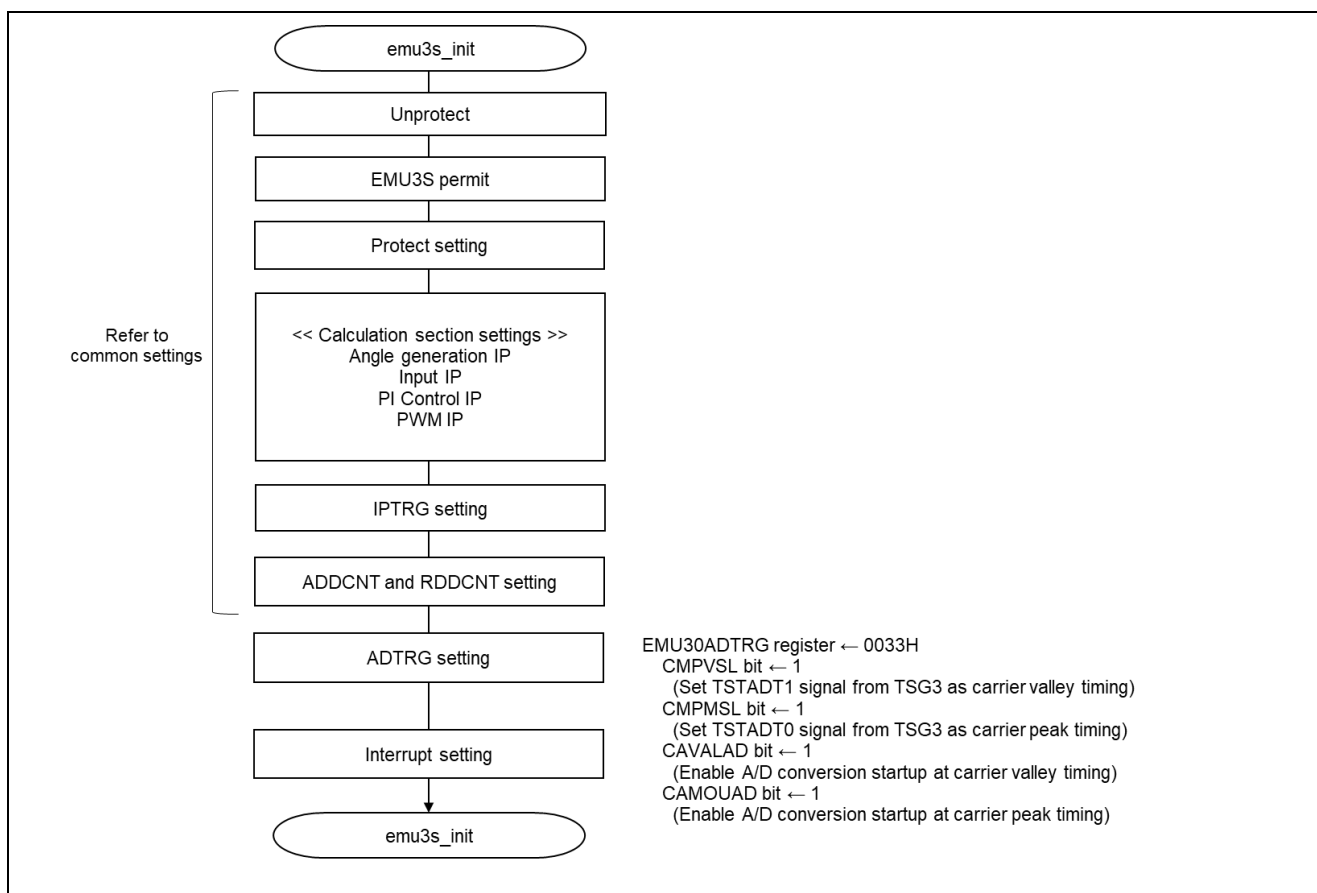 emu3s_init
Unprotect
EMU3S permit
Protect setting
Refer to
common settings
<< Calculation section settings >>
Angle generation IP
Input IP
PI Control IP
PWM IP
IPTRG setting
ADDCNT and RDDCNT setting
ADTRG setting
EMU30ADTRG register ← 0033H
CMPVSL bit ← 1
(Set TSTADT1 signal from TSG3 as carrier valley timing)
CMPMSL bit ← 1
(Set TSTADT0 signal from TSG3 as carrier peak timing)
CAVALAD bit ← 1
(Enable A/D conversion startup at carrier valley timing)
CAMOUAD bit ← 1
(Enable A/D conversion startup at carrier peak timing)
Interrupt setting
emu3s_init